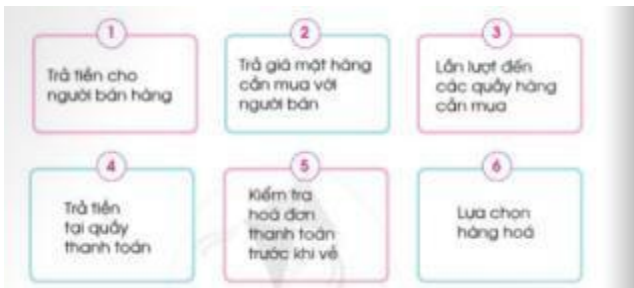 1
Trả tiền cho
người bán hàng
2
Trả giá mặt hàng
cần mua với
người bán
3
Lần lượt đến
các quầy hàng
cần mua
4
Trả tiền
tại quầy
thanh toán
5
Kiểm tra
hoá đơn
thanh toán
trước khi về
6
Lựa chọn
hàng hoá